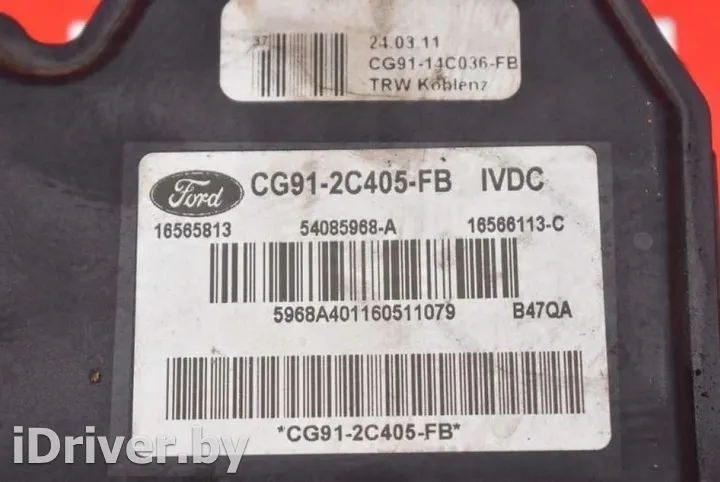 37
24.03.11
CG91-14C036-FB
TRW Koblenz
Ford CG91-2C405-FB IVDC
16565813 54085968-A 16566113-C
5968A401160511079 B47QA
*CG91-2C405-FB*
iDriver.by